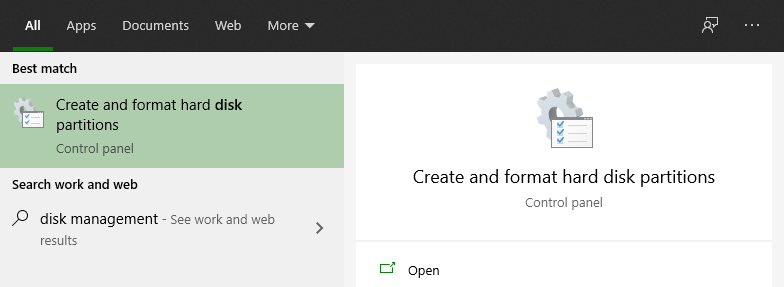 All Apps Documents Web More
Best match
Create and format hard disk
partitions
Control panel
Search work and web
disk management - See work and web
results
Create and format hard disk partitions
Control panel
Open